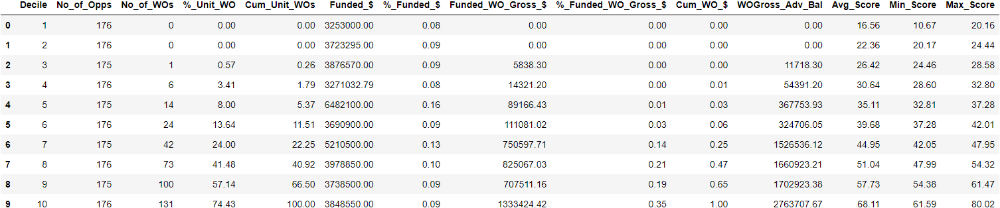 Decile No_of_Opps No_of_WOs %_Unit_WO Cum_Unit_WOs Funded_$ %_Funded_$ Funded_WO_Gross_$ %_Funded_WO_Gross_$ Cum_WO_$ WOGross_Adv_Bal Avg_Score Min_Score Max_Score
0 1 176 0 0.00 0.00 3253000.00 0.08 0.00 0.00 0.00 0.00 16.56 10.67 20.16
1 2 176 0 0.00 0.00 3723295.00 0.09 0.00 0.00 0.00 0.00 22.36 20.17 24.44
2 3 175 1 0.57 0.26 3876570.00 0.09 5838.30 0.00 0.00 11718.30 26.42 24.46 28.58
3 4 176 6 3.41 1.79 3271032.79 0.08 14321.20 0.00 0.01 54391.20 30.64 28.60 32.80
4 5 175 14 8.00 5.37 6482100.00 0.16 89166.43 0.01 0.03 367753.93 35.11 32.81 37.28
5 6 176 24 13.64 11.51 3690900.00 0.09 111081.02 0.03 0.06 324706.05 39.68 37.28 42.01
6 7 175 42 24.00 22.25 5210500.00 0.13 750597.71 0.14 0.25 1526536.12 44.95 42.05 47.95
7 8 176 73 41.48 40.92 3978850.00 0.10 825067.03 0.21 0.47 1660923.21 51.04 47.99 54.32
8 9 175 100 57.14 66.50 3738500.00 0.09 707511.16 0.19 0.65 1702923.38 57.73 54.38 61.47
9 10 176 131 74.43 100.00 3848550.00 0.09 1333424.42 0.35 1.00 2763707.67 68.11 61.59 80.02